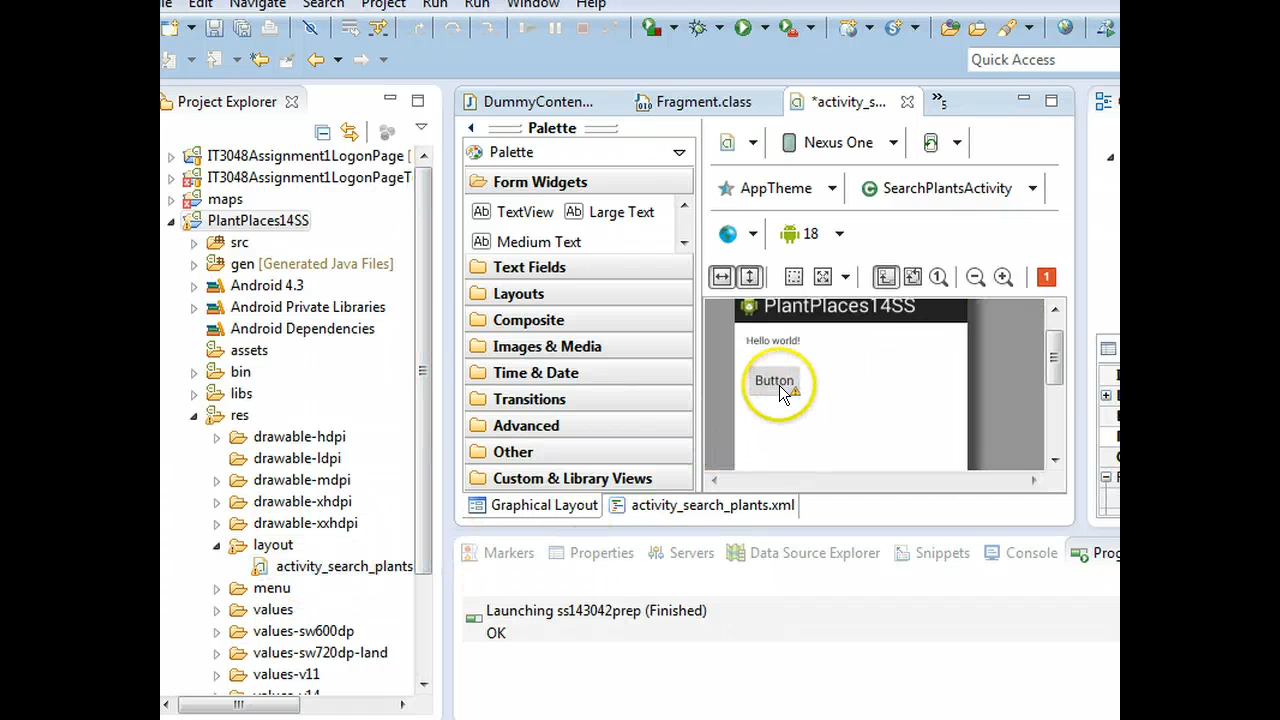 Navigate Search Project Run Run Window Help
Quick Access
Project Explorer
IT3048Assignment1LogonPage [
IT3048Assignment1LogonPageT
maps
PlantPlaces14SS
src
gen [Generated Java Files]
Android 4.3
Android Private Libraries
Android Dependencies
assets
bin
libs
res
drawable-hdpi
drawable-ldpi
drawable-mdpi
drawable-xhdpi
drawable-xxhdpi
layout
activity_search_plants
menu
values
values-sw600dp
values-sw720dp-land
values-v11
DummyConten... Fragment.class *activity_s... 5
Palette
Palette
Form Widgets
Ab TextView Ab Large Text
Ab Medium Text
Text Fields
Layouts
Composite
Images & Media
Time & Date
Transitions
Advanced
Other
Custom & Library Views
Nexus One
AppTheme SearchPlantsActivity
18
1
PlantPlaces14SS
Hello world!
Button
Graphical Layout activity_search_plants.xml
Markers Properties Servers Data Source Explorer Snippets Console Prog
Launching ss143042prep (Finished)
OK